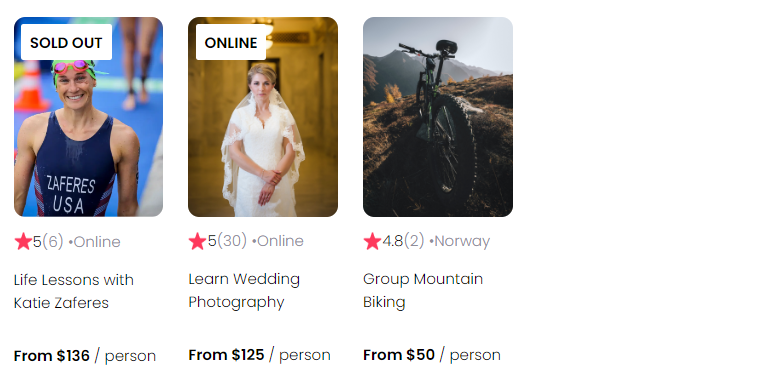 SOLD OUT
ZAFERES
USA
5(6) •Online
Life Lessons with
Katie Zaferes
From $136 / person
ONLINE
5(30) •Online
Learn Wedding
Photography
From $125 / person
4.8(2) •Norway
Group Mountain
Biking
From $50 / person